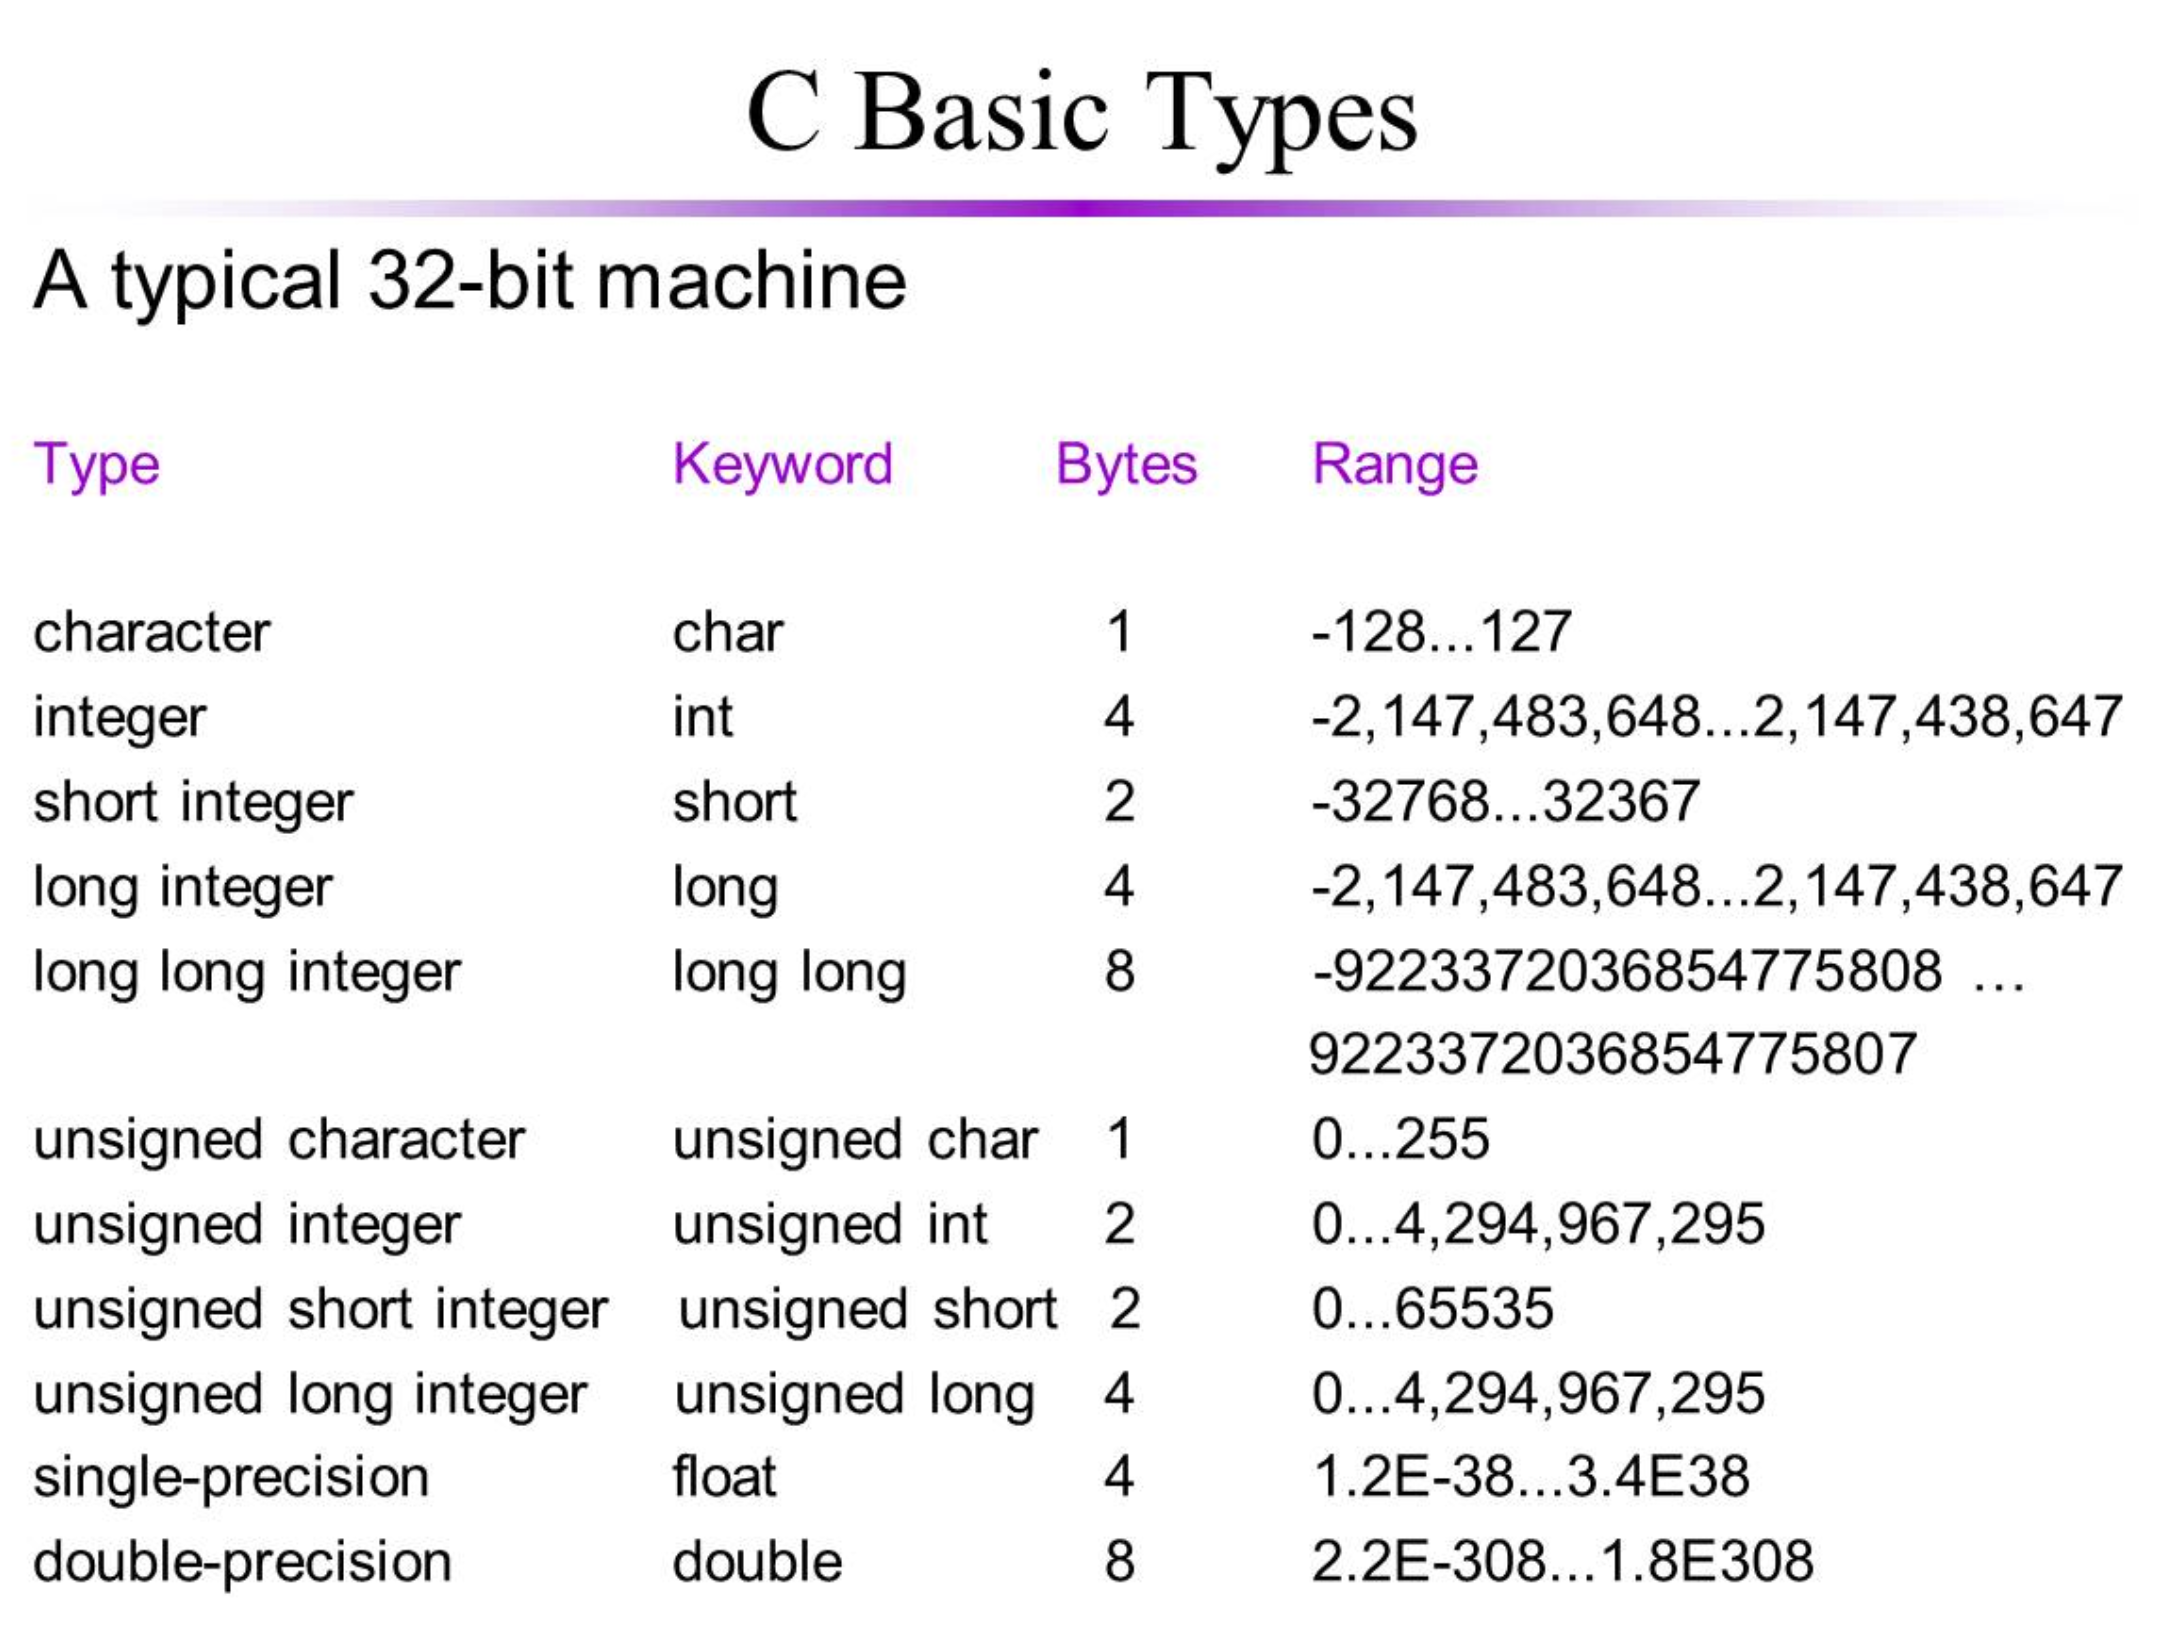 C Basic Types
A typical 32-bit machine
Type Keyword Bytes Range
character char 1 -128...127
integer int 4 -2,147,483,648...2,147,438,647
short integer short 2 -32768...32367
long integer long 4 -2,147,483,648...2,147,438,647
long long integer long long 8 -9223372036854775808 ...
9223372036854775807
unsigned character unsigned char 1 0...255
unsigned integer unsigned int 2 0...4,294,967,295
unsigned short integer unsigned short 2 0...65535
unsigned long integer unsigned long 4 0...4,294,967,295
single-precision float 4 1.2E-38...3.4E38
double-precision double 8 2.2E-308...1.8E308